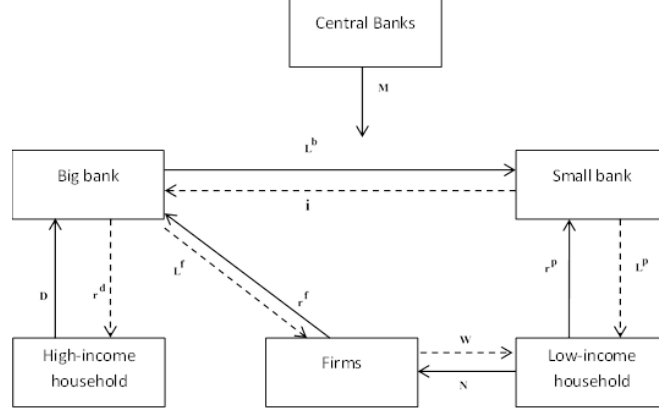 Central Banks
M
L^b
Big bank
Small bank
i
D
r^d
L^f
r^f
r^p
L^p
High-income
household
Firms
W
N
Low-income
household